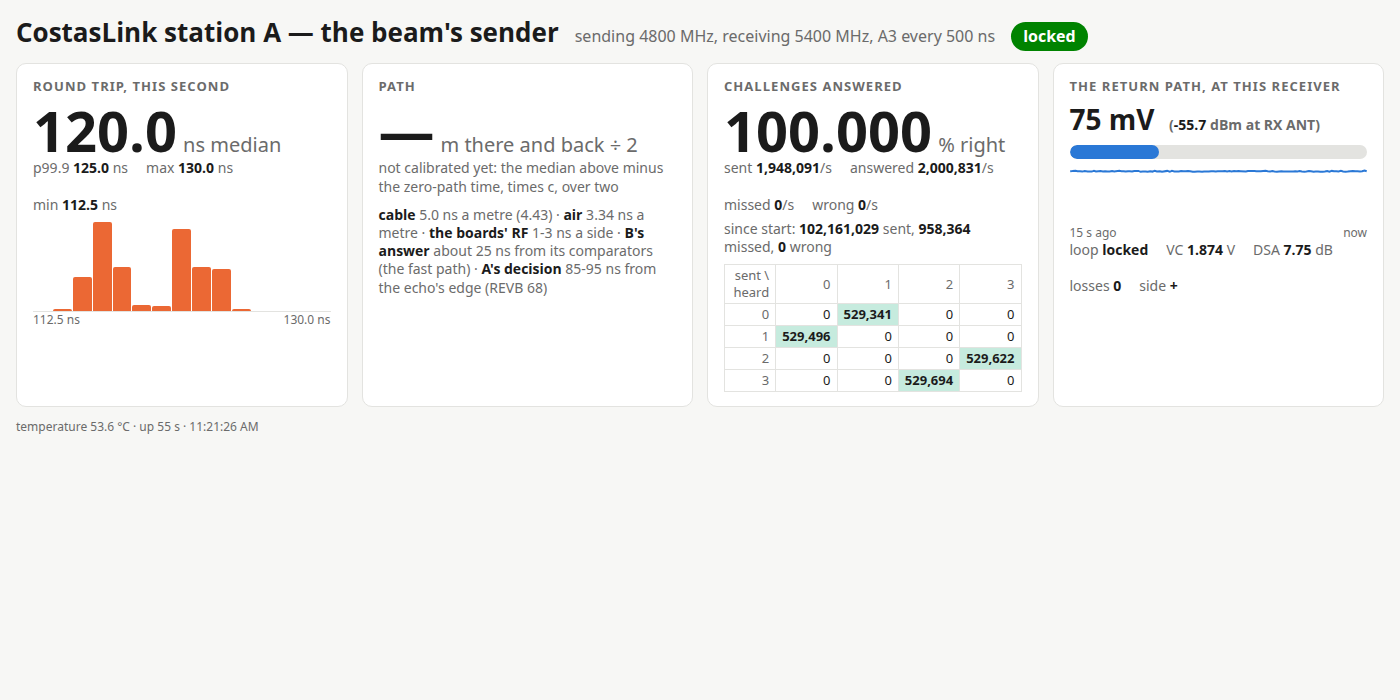 CostasLink station A — the beam's sender sending 4800 MHz, receiving 5400 MHz, A3 every 500 ns locked
ROUND TRIP, THIS SECOND
120.0 ns median
p99.9 125.0 ns max 130.0 ns
min 112.5 ns
112.5 ns 130.0 ns
PATH
— m there and back ÷ 2
not calibrated yet: the median above minus
the zero-path time, times c, over two
cable 5.0 ns a metre (4.43) · air 3.34 ns a
metre · the boards' RF 1-3 ns a side · B's
answer about 25 ns from its comparators
(the fast path) · A's decision 85-95 ns from
the echo's edge (REVB 68)
CHALLENGES ANSWERED
100.000 % right
sent 1,948,091/s answered 2,000,831/s
missed 0/s wrong 0/s
since start: 102,161,029 sent, 958,364
missed, 0 wrong
sent \
heard 0 1 2 3
0 0 529,341 0 0
1 529,496 0 0 0
2 0 0 0 529,622
3 0 0 529,694 0
THE RETURN PATH, AT THIS RECEIVER
75 mV (-55.7 dBm at RX ANT)
15 s ago now
loop locked VC 1.874 V DSA 7.75 dB
losses 0 side +
temperature 53.6 °C · up 55 s · 11:21:26 AM